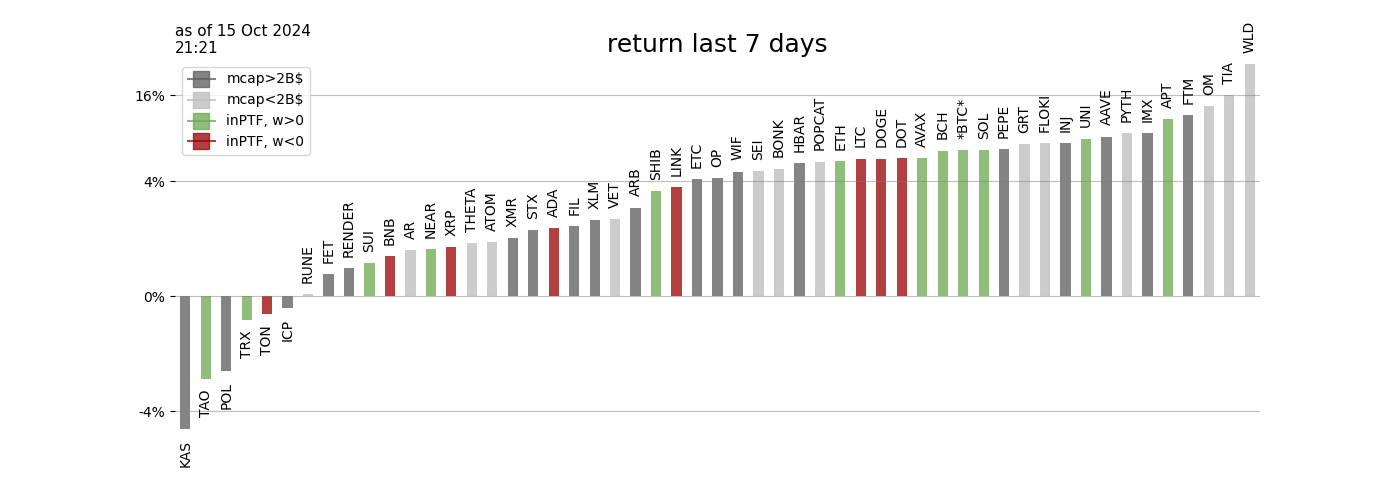 as of 15 Oct 2024
21:21
return last 7 days
mcap>2B$
mcap<2B$
inPTF, w>0
inPTF, w<0
16%
4%
0%
-4%
KAS
TAO
POL
TRX
TON
ICP
RUNE
FET
RENDER
SUI
BNB
AR
NEAR
XRP
THETA
ATOM
XMR
STX
ADA
FIL
XLM
VET
ARB
SHIB
LINK
ETC
OP
WIF
SEI
BONK
HBAR
POPCAT
ETH
LTC
DOGE
DOT
AVAX
BCH
*BTC*
SOL
PEPE
GRT
FLOKI
INJ
UNI
AAVE
PYTH
IMX
APT
FTM
OM
TIA
WLD